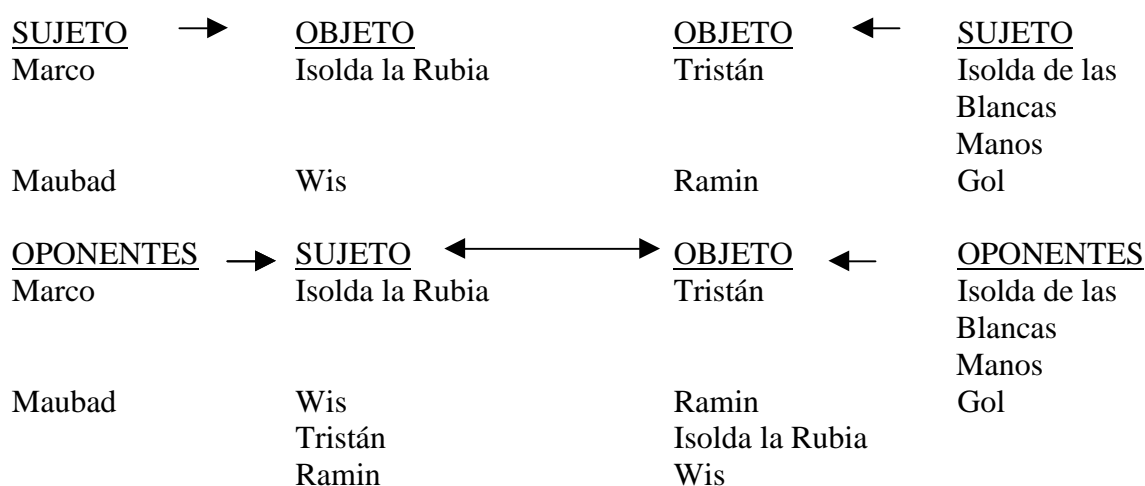 SUJETO OBJETO OBJETO SUJETO
Marco Isolda la Rubia Tristán Isolda de las
Blancas
Manos
Maubad Wis Ramin Gol
OPONENTES SUJETO OBJETO OPONENTES
Marco Isolda la Rubia Tristán Isolda de las
Blancas
Manos
Maubad Wis Ramin Gol
Tristán Isolda la Rubia
Ramin Wis